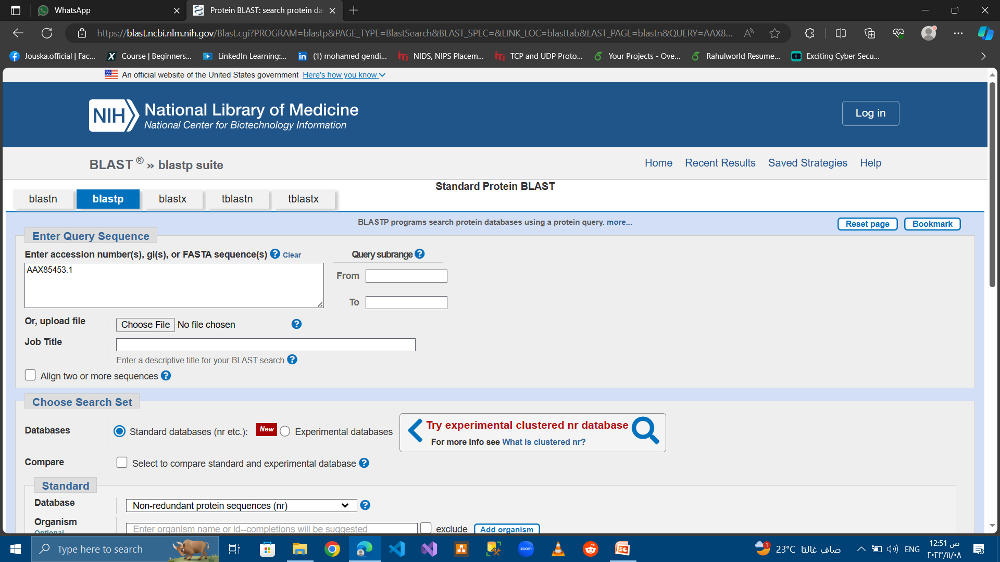 WhatsApp
Protein BLAST: search protein da
https://blast.ncbi.nlm.nih.gov/Blast.cgi?PROGRAM=blastp&PAGE_TYPE=BlastSearch&BLAST_SPEC=&LINK_LOC=blasttab&LAST_PAGE=blastn&QUERY=AAX8...
Jouska.official | Fac... Course | Beginners... LinkedIn Learning:... (1) mohamed gendi... NIDS, NIPS Placem... TCP and UDP Proto... Your Projects - Ove... Rahulworld Resume... Exciting Cyber Secu...
An official website of the United States government Here's how you know
NIH National Library of Medicine
National Center for Biotechnology Information
Log in
BLAST ® » blastp suite
Home Recent Results Saved Strategies Help
Standard Protein BLAST
blastn blastp blastx tblastn tblastx
BLASTP programs search protein databases using a protein query. more...
Reset page Bookmark
Enter Query Sequence
Enter accession number(s), gi(s), or FASTA sequence(s) ? Clear
Query subrange ?
AAX85453.1
From
To
Or, upload file Choose File No file chosen ?
Job Title
Enter a descriptive title for your BLAST search ?
Align two or more sequences ?
Choose Search Set
Databases Standard databases (nr etc.): New Experimental databases
Try experimental clustered nr database
For more info see What is clustered nr?
Compare Select to compare standard and experimental database ?
Standard
Database Non-redundant protein sequences (nr) ?
Organism
Optional
Enter organism name or id--completions will be suggested exclude Add organism
Type here to search
zoom
1
23°C صافٍ غالبًا
ENG
12:51 ص
٢٠٢٣/١١/٠٨